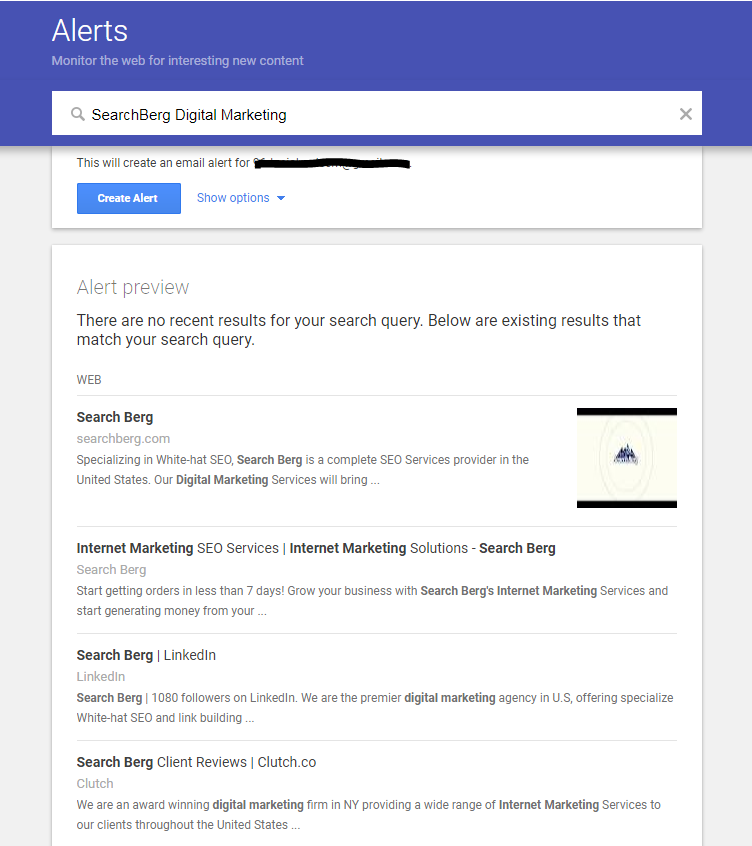 Alerts
Monitor the web for interesting new content
SearchBerg Digital Marketing
This will create an email alert for
Create Alert
Show options
Alert preview
There are no recent results for your search query. Below are existing results that
match your search query.
WEB
Search Berg
searchberg.com
Specializing in White-hat SEO, Search Berg is a complete SEO Services provider in the
United States. Our Digital Marketing Services will bring ...
Internet Marketing SEO Services | Internet Marketing Solutions - Search Berg
Search Berg
Start getting orders in less than 7 days! Grow your business with Search Berg's Internet Marketing Services and
start generating money from your ...
Search Berg | LinkedIn
LinkedIn
Search Berg | 1080 followers on LinkedIn. We are the premier digital marketing agency in U.S, offering specialize
White-hat SEO and link building ...
Search Berg Client Reviews | Clutch.co
Clutch
We are an award winning digital marketing firm in NY providing a wide range of Internet Marketing Services to
our clients throughout the United States ...